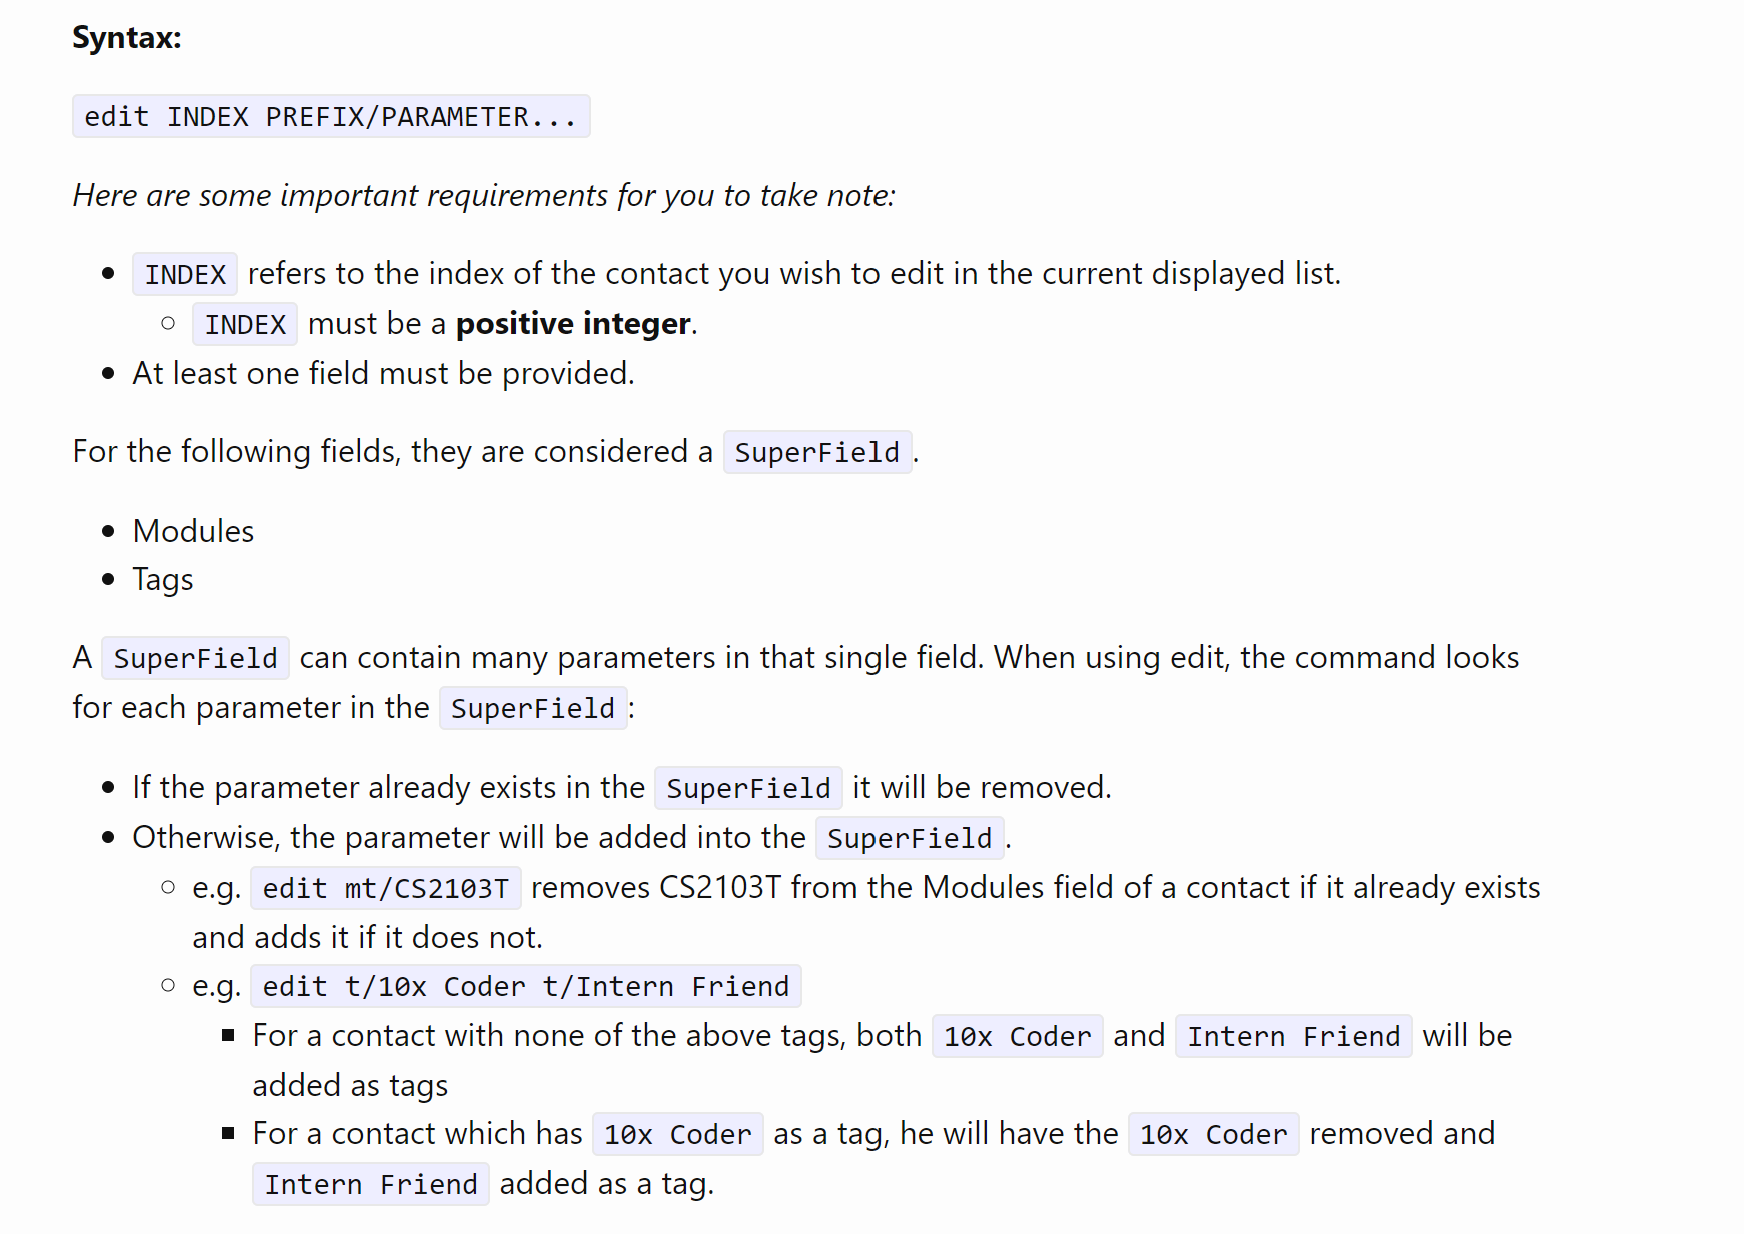 Syntax:
edit INDEX PREFIX/PARAMETER...
Here are some important requirements for you to take note:
INDEX refers to the index of the contact you wish to edit in the current displayed list.
INDEX must be a positive integer.
At least one field must be provided.
For the following fields, they are considered a SuperField.
Modules
Tags
A SuperField can contain many parameters in that single field. When using edit, the command looks
for each parameter in the SuperField:
If the parameter already exists in the SuperField it will be removed.
Otherwise, the parameter will be added into the SuperField.
e.g. edit mt/CS2103T removes CS2103T from the Modules field of a contact if it already exists
and adds it if it does not.
e.g. edit t/10x Coder t/Intern Friend
For a contact with none of the above tags, both 10x Coder and Intern Friend will be
added as tags
For a contact which has 10x Coder as a tag, he will have the 10x Coder removed and
Intern Friend added as a tag.